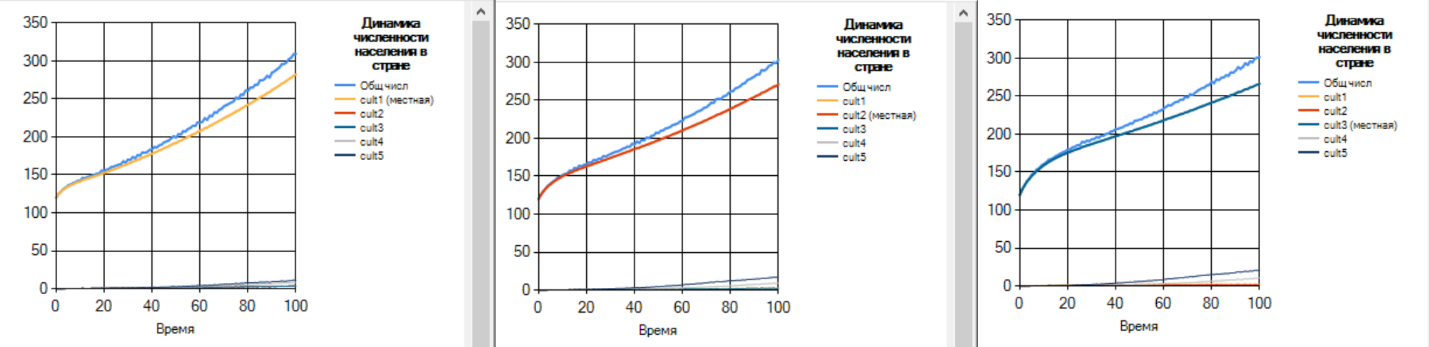 350
300
250
200
150
100
50
0
0 20 40 60 80 100
Время
Динамика
численности
населения в
стране
Общ числ
cult1 (местная)
cult2
cult3
cult4
cult5
350
300
250
200
150
100
50
0
0 20 40 60 80 100
Время
Динамика
численности
населения в
стране
Общ числ
cult1
cult2 (местная)
cult3
cult4
cult5
350
300
250
200
150
100
50
0
0 20 40 60 80 100
Время
Динамика
численности
населения в
стране
Общ числ
cult1
cult2
cult3 (местная)
cult4
cult5